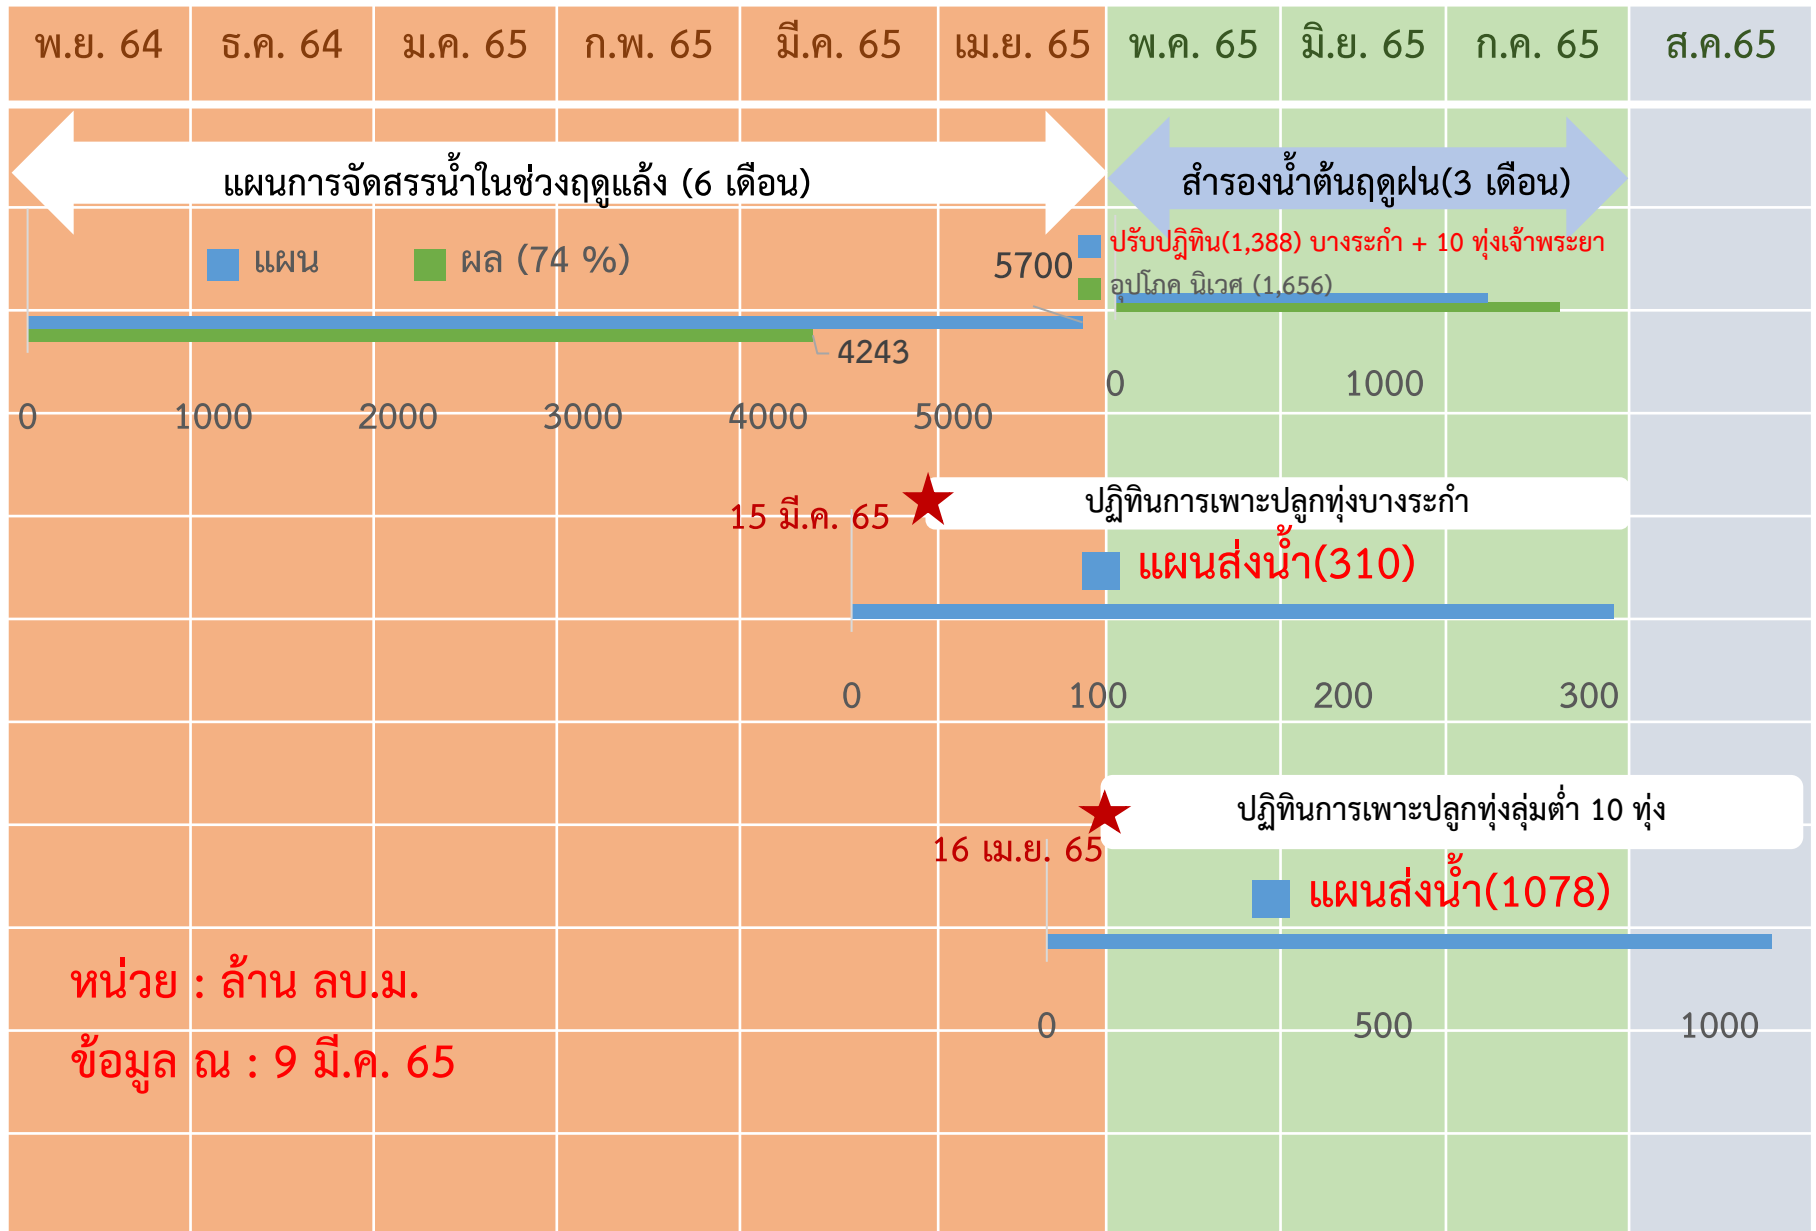 พ.ย. 64 ธ.ค. 64 ม.ค. 65 ก.พ. 65 มี.ค. 65 เม.ย. 65 พ.ค. 65 มิ.ย. 65 ก.ค. 65 ส.ค.65
แผนการจัดสรรน้ำในช่วงฤดูแล้ง (6 เดือน)
สำรองน้ำต้นฤดูฝน(3 เดือน)
แผน ผล (74 %)
5700
4243
0 1000 2000 3000 4000 5000
ปรับปฎิทิน(1,388) บางระกำ + 10 ทุ่งเจ้าพระยา
อุปโภค นิเวศ (1,656)
0 1000
15 มี.ค. 65
ปฏิทินการเพาะปลูกทุ่งบางระกำ
แผนส่งน้ำ(310)
0 100 200 300
ปฏิทินการเพาะปลูกทุ่งลุ่มต่ำ 10 ทุ่ง
16 เม.ย. 65
แผนส่งน้ำ(1078)
0 500 1000
หน่วย : ล้าน ลบ.ม.
ข้อมูล ณ : 9 มี.ค. 65